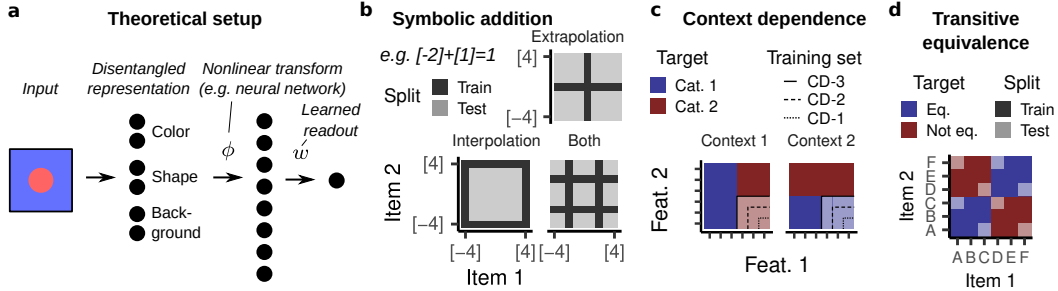 a
Theoretical setup
Input
Disentangled
representation
Nonlinear transform
(e.g. neural network)
Learned
readout
Color
Shape
Back-
ground
ϕ
w
b
Symbolic addition
e.g. [-2]+[1]=1
Split
Train
Test
Extrapolation
[4]
[−4]
Interpolation
Both
Item 2
[4]
[−4]
[−4]
[4]
[−4]
[4]
Item 1
c
Context dependence
Target
Cat. 1
Cat. 2
Training set
CD-3
CD-2
CD-1
Context 1
Context 2
Feat. 2
Feat. 1
d
Transitive
equivalence
Target
Eq.
Not eq.
Split
Train
Test
Item 2
F
E
D
C
B
A
A B C D E F
Item 1